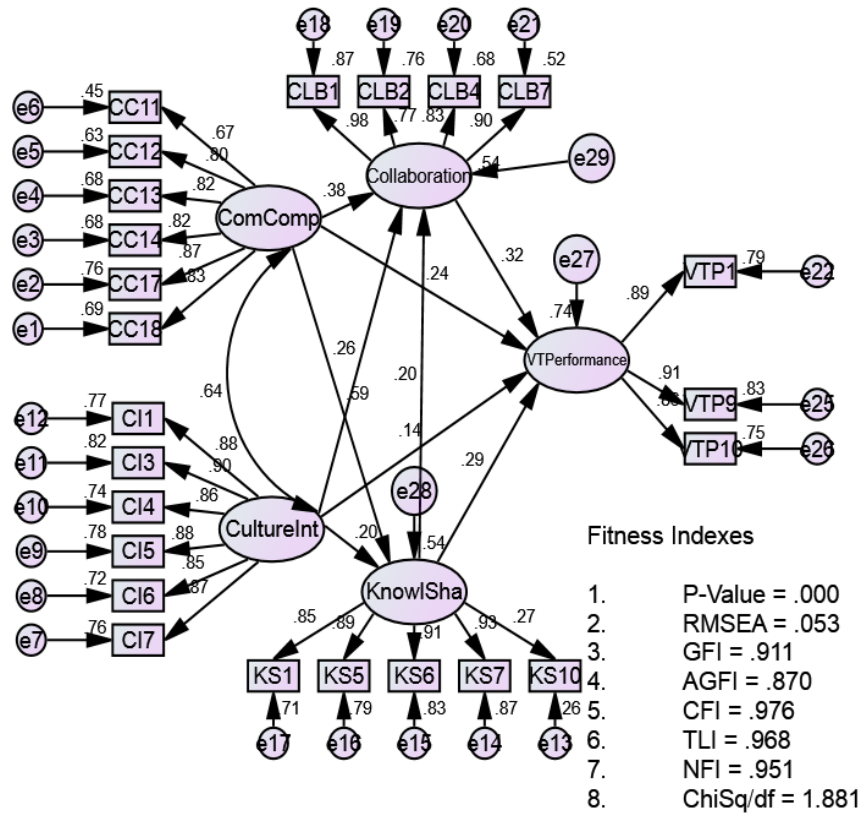 e18
e19
e20
e21
.87
.76
.68
.52
CLB1
CLB2
CLB4
CLB7
.98
.77
.83
.90
e6
.45
CC11
.67
e5
.63
CC12
.80
e4
.68
CC13
.82
e3
.68
CC14
.82
e2
.76
CC17
.87
e1
.69
CC18
.83
ComComp
.38
Collaboration
.54
e29
.24
.32
e27
.74
VTPerformance
.89
VTP1
.79
e22
.91
VTP9
.83
e25
VTP10
.75
e26
.26
.59
.20
.64
.14
.29
e12
.77
CI1
.88
e11
.82
CI3
.90
e10
.74
CI4
.86
e9
.78
CI5
.88
e8
.72
CI6
.85
e7
.76
CI7
.87
CultureInt
.20
e28
.54
KnowlSha
.85
.89
.91
.93
.27
KS1
KS5
KS6
KS7
KS10
.71
.79
.83
.87
.26
e17
e16
e15
e14
e13
Fitness Indexes
1. P-Value = .000
2. RMSEA = .053
3. GFI = .911
4. AGFI = .870
5. CFI = .976
6. TLI = .968
7. NFI = .951
8. ChiSq/df = 1.881